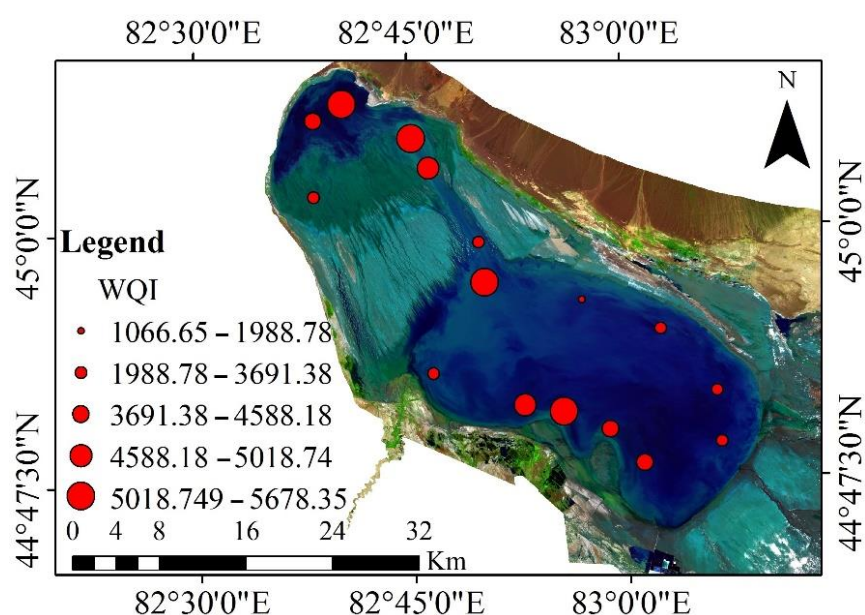 82°30'0"E 82°45'0"E 83°0'0"E
N
45°0'0"N 45°0'0"N
Legend
WQI
1066.65 – 1988.78
1988.78 – 3691.38
3691.38 – 4588.18
4588.18 – 5018.74
5018.749 – 5678.35
44°47'30"N 44°47'30"N
0 4 8 16 24 32
Km
82°30'0"E 82°45'0"E 83°0'0"E